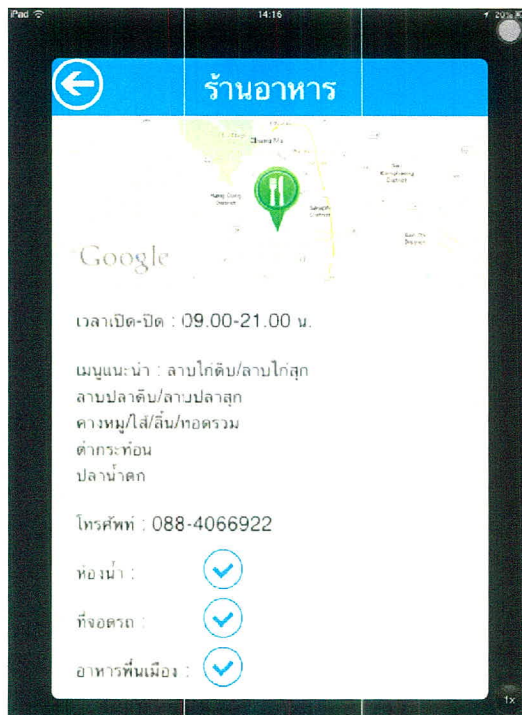 iPad 14:16 20%
ร้านอาหาร
Hang Dong
District
Google
เวลาเปิด-ปิด : 09.00-21.00 น.
เมนูแนะนำ : ลาบไก่ดิบ/ลาบไก่สุก
ลาบปลาดิบ/ลาบปลาสุก
คางหมู/ไส้/ลิ้น/ทอดรวม
ตำกระท้อน
ปลาน้ำตก
โทรศัพท์ : 088-4066922
ห้องน้ำ :
ที่จอดรถ :
อาหารพื้นเมือง :
1x